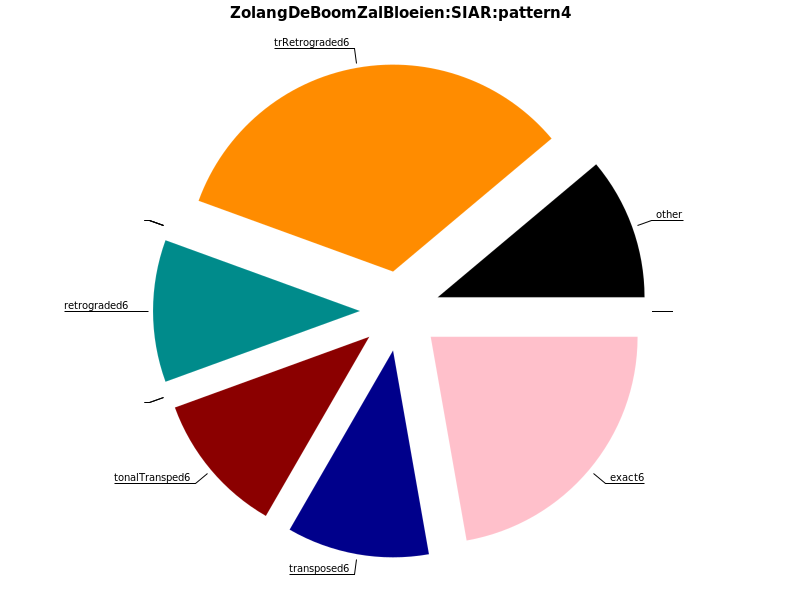 ZolangDeBoomZalBloeien:SIAR:pattern4
trRetrograded6
other
retrograded6
tonalTransped6
exact6
transposed6